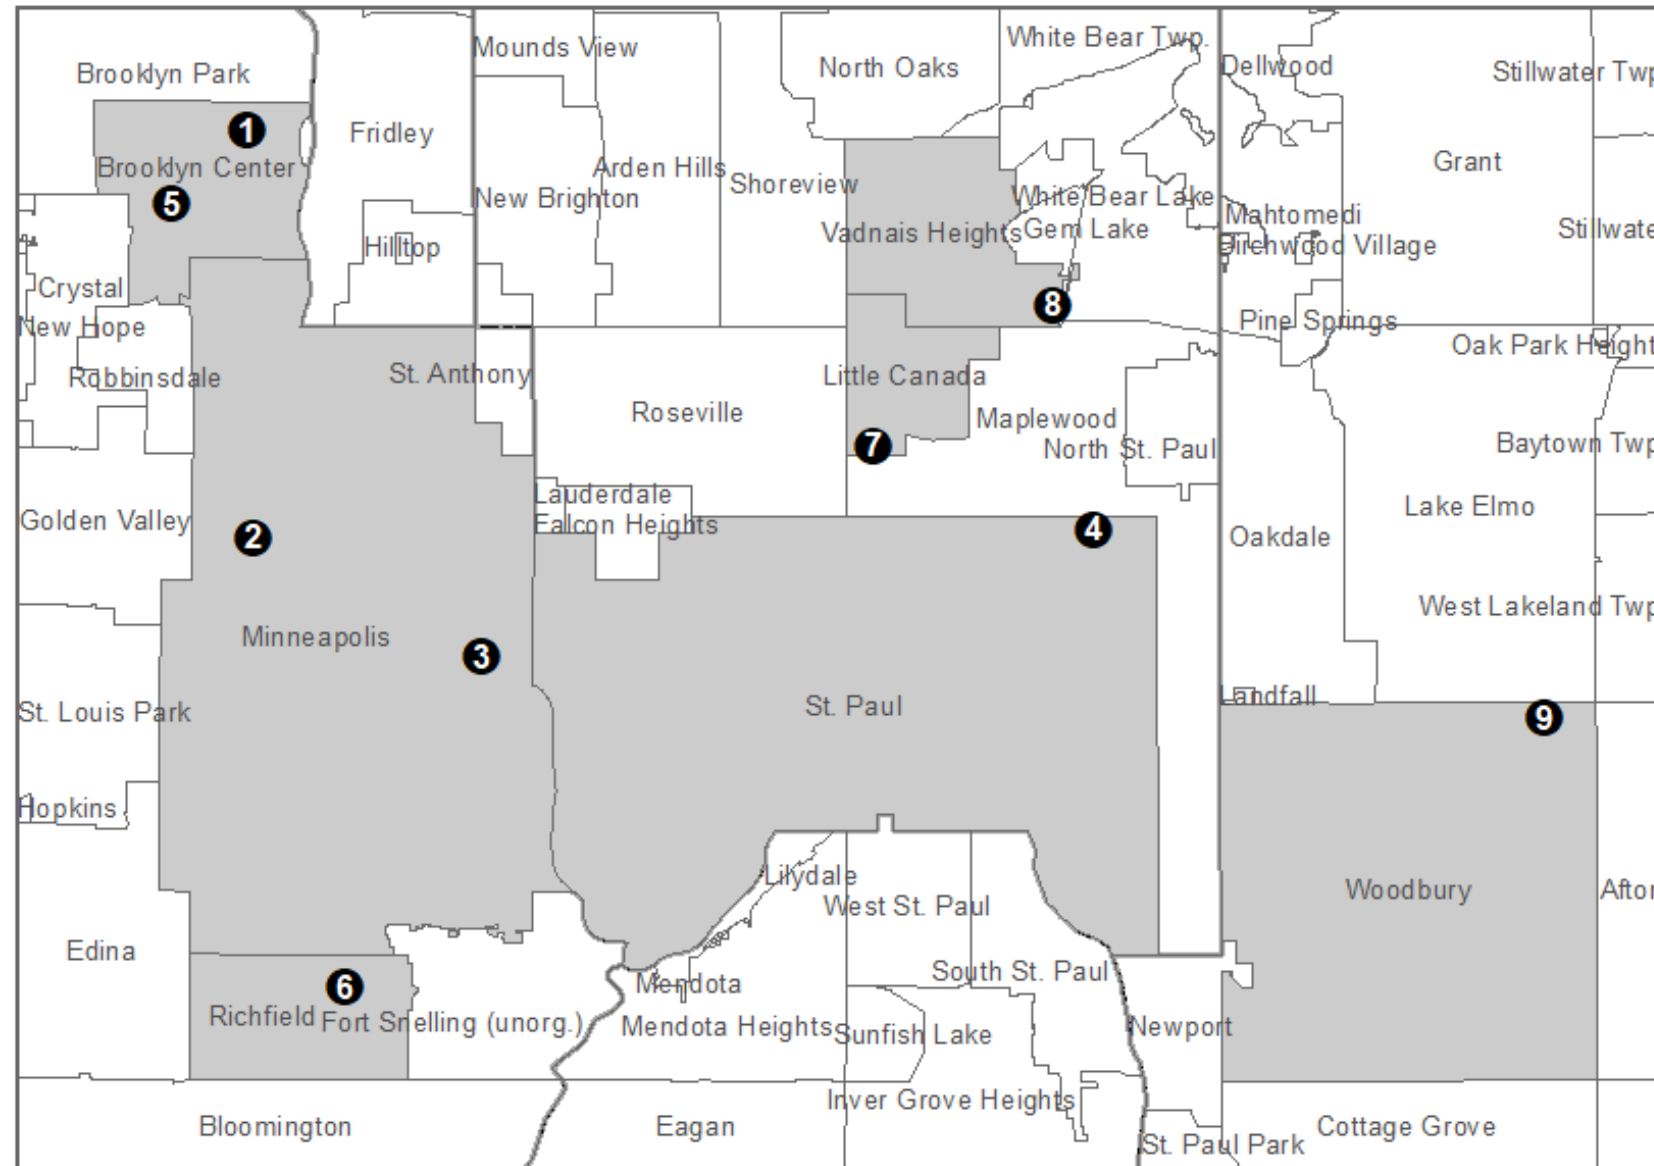 Mounds View
White Bear Twp.
Dellwood
North Oaks
Brooklyn Park
Stillwater Twp
1
Fridley
Brooklyn Center
Arden Hills
Grant
Shoreview
New Brighton
White Bear Lake
5
Mahtomedi
Vadnais Heights
Gem Lake
Stillwate
Hilltop
Birchwood Village
Crystal
8
Pine Springs
New Hope
Oak Park Height
St. Anthony
Little Canada
Robbinsdale
Roseville
Maplewood
7
North St. Paul
Baytown Twp
Lauderdale
Lake Elmo
Golden Valley
Falcon Heights
4
2
Oakdale
West Lakeland Twp
Minneapolis
3
Landfall
St. Louis Park
St. Paul
9
Hopkins
Lilydale
Woodbury
Afton
West St. Paul
Edina
South St. Paul
6
Mendota
Richfield
Fort Snelling (unorg.)
Mendota Heights
Sunfish Lake
Newport
Inver Grove Heights
Bloomington
Eagan
Cottage Grove
St. Paul Park